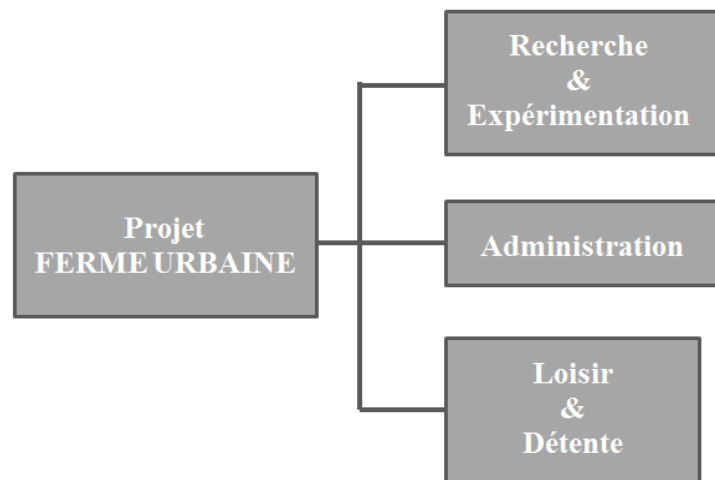 Projet
FERME URBAINE
Recherche
&
Expérimentation
Administration
Loisir
&
Détente